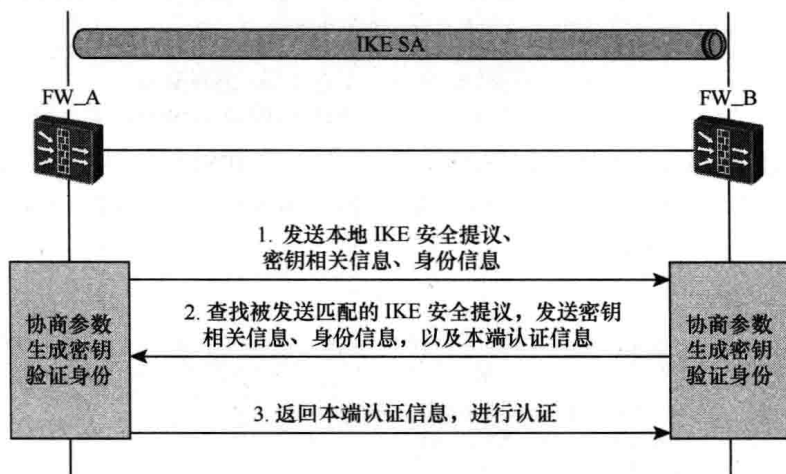 IKE SA
FW_A
FW_B
1. 发送本地 IKE 安全提议、
密钥相关信息、身份信息
2. 查找被发送匹配的 IKE 安全提议，发送密钥
相关信息、身份信息，以及本端认证信息
3. 返回本端认证信息，进行认证
协商参数
生成密钥
验证身份
协商参数
生成密钥
验证身份